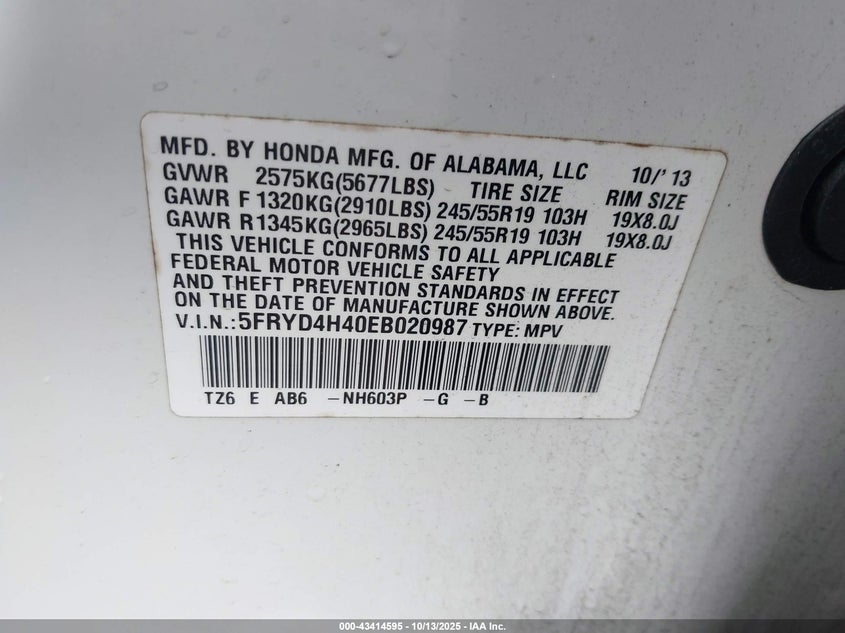 MFD. BY HONDA MFG. OF ALABAMA, LLC 10/'13
GVWR 2575KG(5677LBS) TIRE SIZE RIM SIZE
GAWR F 1320KG(2910LBS) 245/55R19 103H 19X8.0J
GAWR R 1345KG(2965LBS) 245/55R19 103H 19X8.0J
THIS VEHICLE CONFORMS TO ALL APPLICABLE
FEDERAL MOTOR VEHICLE SAFETY
AND THEFT PREVENTION STANDARDS IN EFFECT
ON THE DATE OF MANUFACTURE SHOWN ABOVE.
V.I.N.:5FRYD4H40EB020987 TYPE: MPV
TZ6 E AB6 -NH603P -G -B
000-43414595 - 10/13/2025 - IAA Inc.